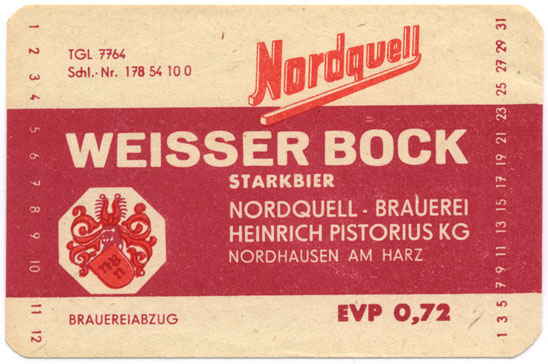 1 2 3 4 5 6 7 8 9 10 11 12
TGL 7764
Schl.-Nr. 178 54 10 0
Nordquell
WEISSER BOCK
STARKBIER
NORDQUELL - BRAUEREI
HEINRICH PISTORIUS KG
NORDHAUSEN AM HARZ
BRAUEREIABZUG
EVP 0,72
1 3 5 7 9 11 13 15 17 19 21 23 25 27 29 31